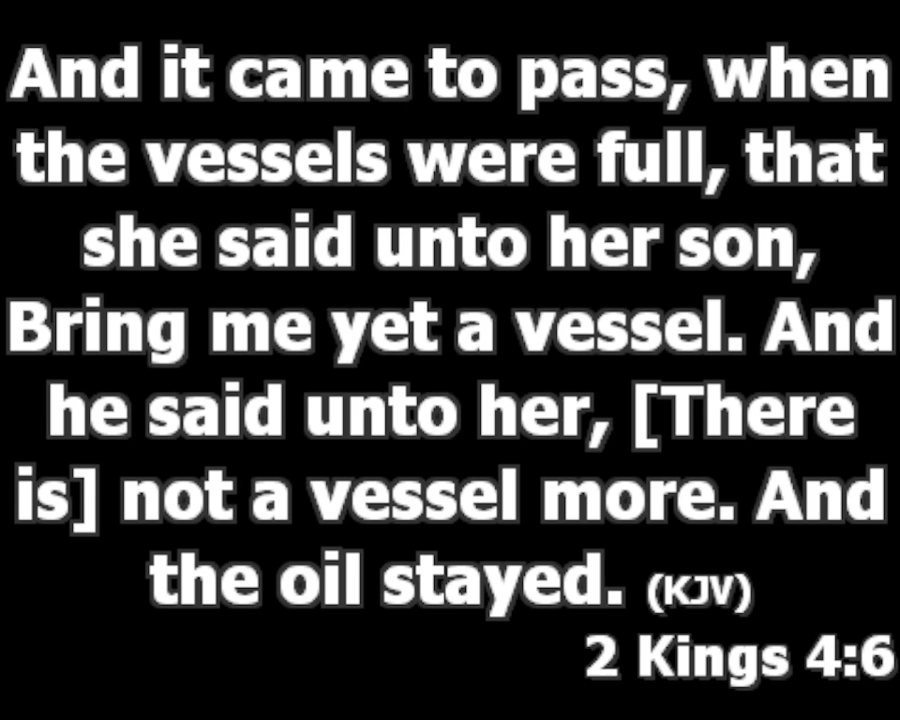 And it came to pass, when
the vessels were full, that
she said unto her son,
Bring me yet a vessel. And
he said unto her, [There
is] not a vessel more. And
the oil stayed. (KJV)
2 Kings 4:6